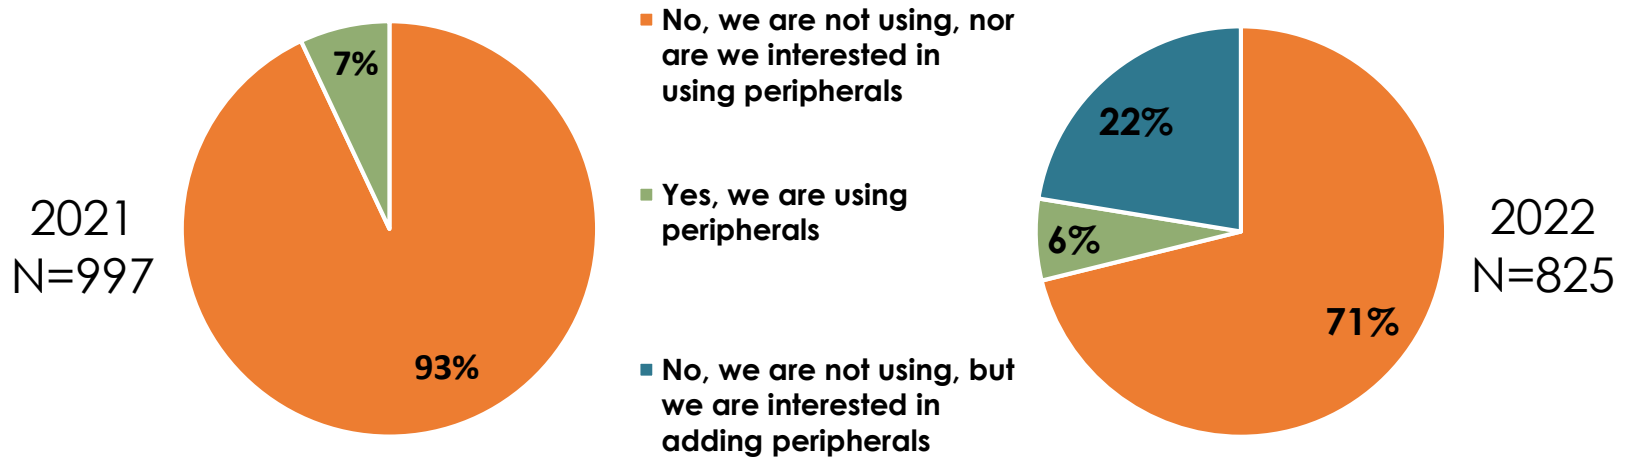 2021
N=997
7%
93%
No, we are not using, nor
are we interested in
using peripherals
Yes, we are using
peripherals
No, we are not using, but
we are interested in
adding peripherals
22%
6%
71%
2022
N=825